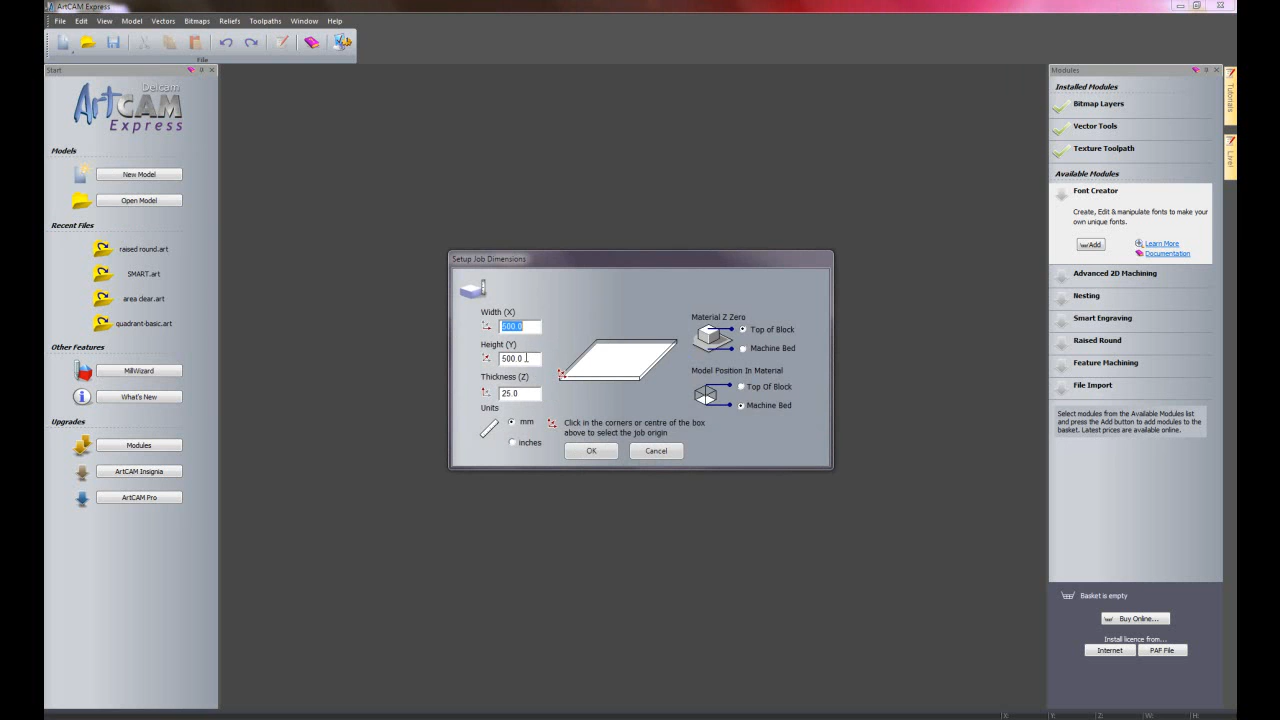 ArtCAM Express
File Edit View Model Vectors Bitmaps Reliefs Toolpaths Window Help
File
Start
Delcam
ArtCAM
Express
Models
New Model
Open Model
Recent Files
raised round.art
SMART.art
area clear.art
quadrant-basic.art
Other Features
MillWizard
What's New
Upgrades
Modules
ArtCAM Insignia
ArtCAM Pro
Setup Job Dimensions
Width (X)
500.0
Height (Y)
500.0
Thickness (Z)
25.0
Units
mm
inches
Click in the corners or centre of the box
above to select the job origin
OK Cancel
Material Z Zero
Top of Block
Machine Bed
Model Position In Material
Top Of Block
Machine Bed
Modules
Installed Modules
Bitmap Layers
Vector Tools
Texture Toolpath
Available Modules
Font Creator
Create, Edit & manipulate fonts to make your
own unique fonts.
Add
Learn More
Documentation
Advanced 2D Machining
Nesting
Smart Engraving
Raised Round
Feature Machining
File Import
Select modules from the Available Modules list
and press the Add button to add modules to the
basket. Latest prices are available online.
Basket is empty
Buy Online...
Install licence from...
Internet PAF File
Tutorials
X: Y: Z: W: H: